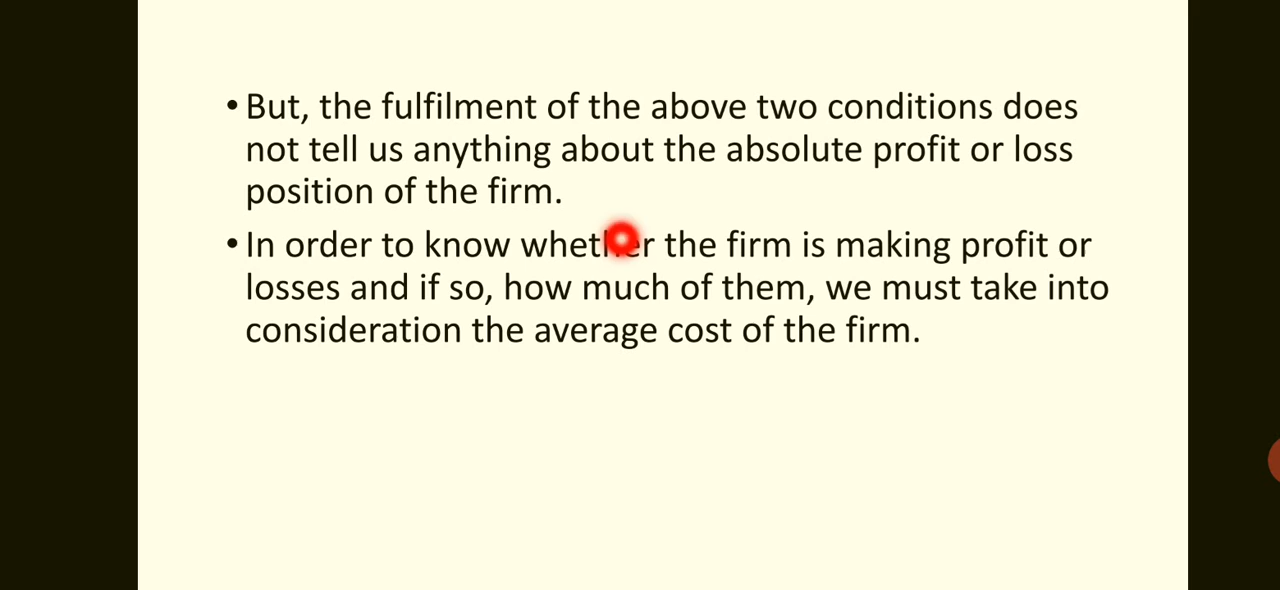 • But, the fulfilment of the above two conditions does
not tell us anything about the absolute profit or loss
position of the firm.
• In order to know whether the firm is making profit or
losses and if so, how much of them, we must take into
consideration the average cost of the firm.